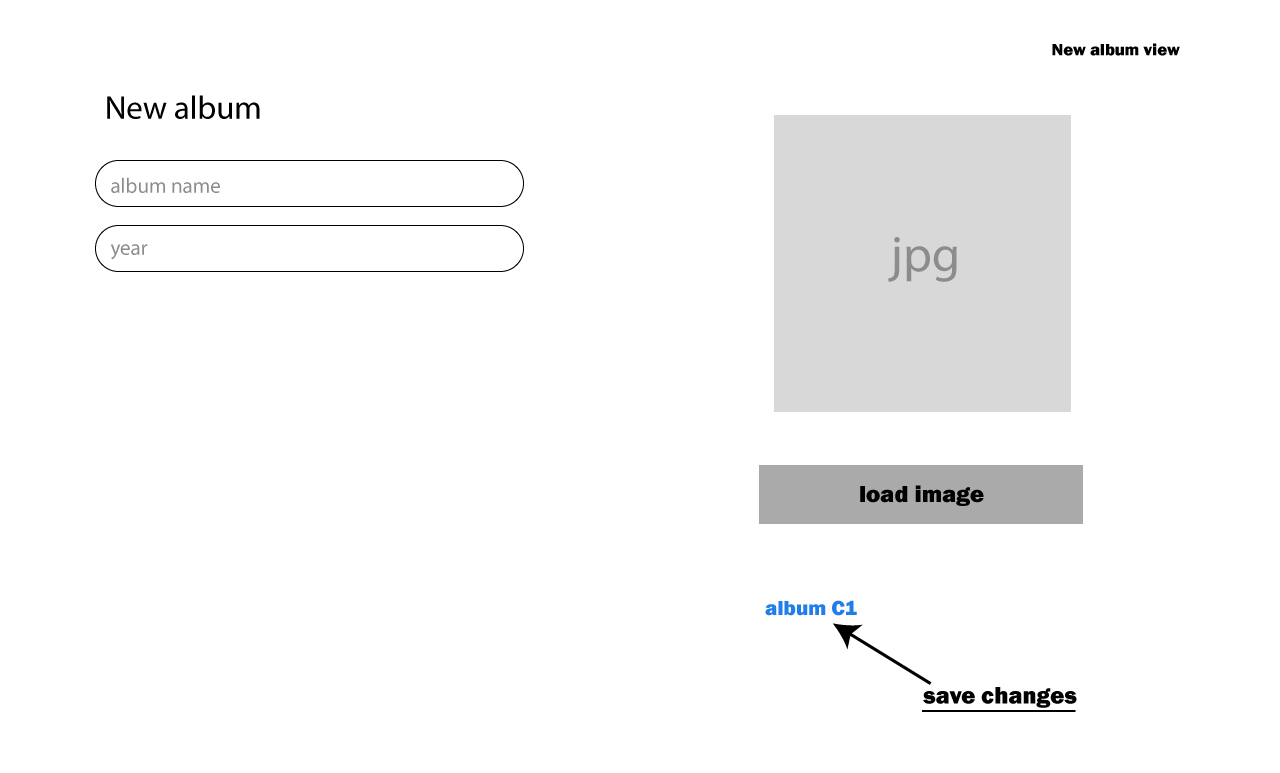 New album view
New album
album name
year
jpg
load image
album C1
save changes